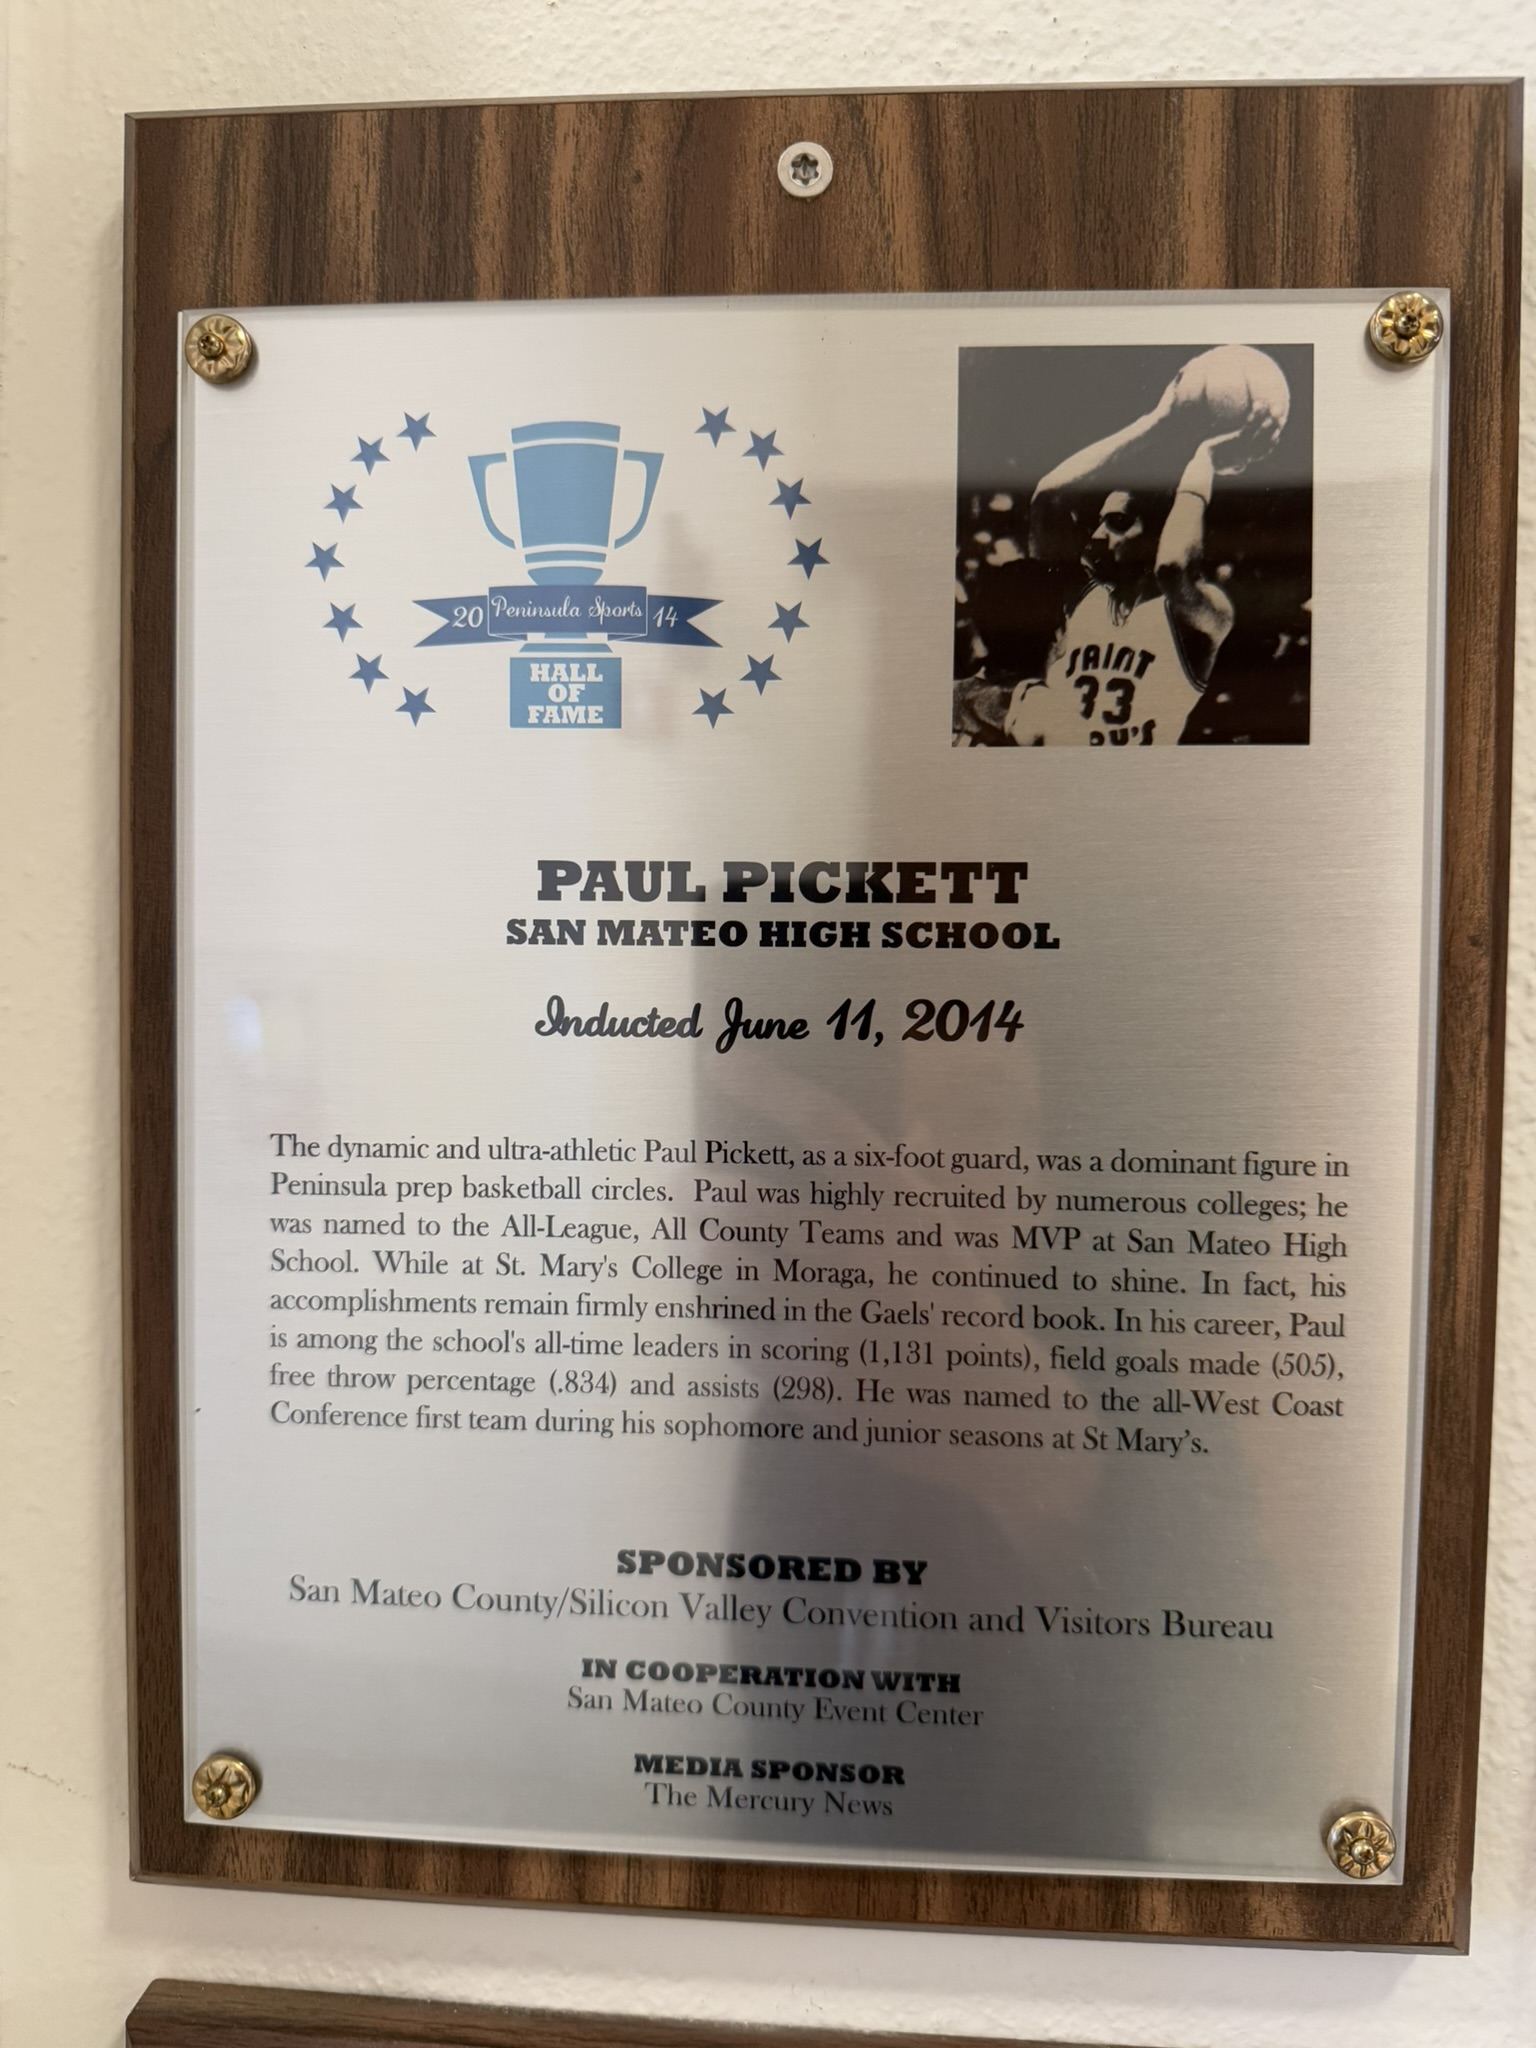 20 Peninsula Sports 14
HALL
OF
FAME
SAINT
33
RY'S
PAUL PICKETT
SAN MATEO HIGH SCHOOL
Inducted June 11, 2014
The dynamic and ultra-athletic Paul Pickett, as a six-foot guard, was a dominant figure in
Peninsula prep basketball circles. Paul was highly recruited by numerous colleges; he
was named to the All-League, All County Teams and was MVP at San Mateo High
School. While at St. Mary's College in Moraga, he continued to shine. In fact, his
accomplishments remain firmly enshrined in the Gaels' record book. In his career, Paul
is among the school's all-time leaders in scoring (1,131 points), field goals made (505),
free throw percentage (.834) and assists (298). He was named to the all-West Coast
Conference first team during his sophomore and junior seasons at St Mary’s.
SPONSORED BY
San Mateo County/Silicon Valley Convention and Visitors Bureau
IN COOPERATION WITH
San Mateo County Event Center
MEDIA SPONSOR
The Mercury News